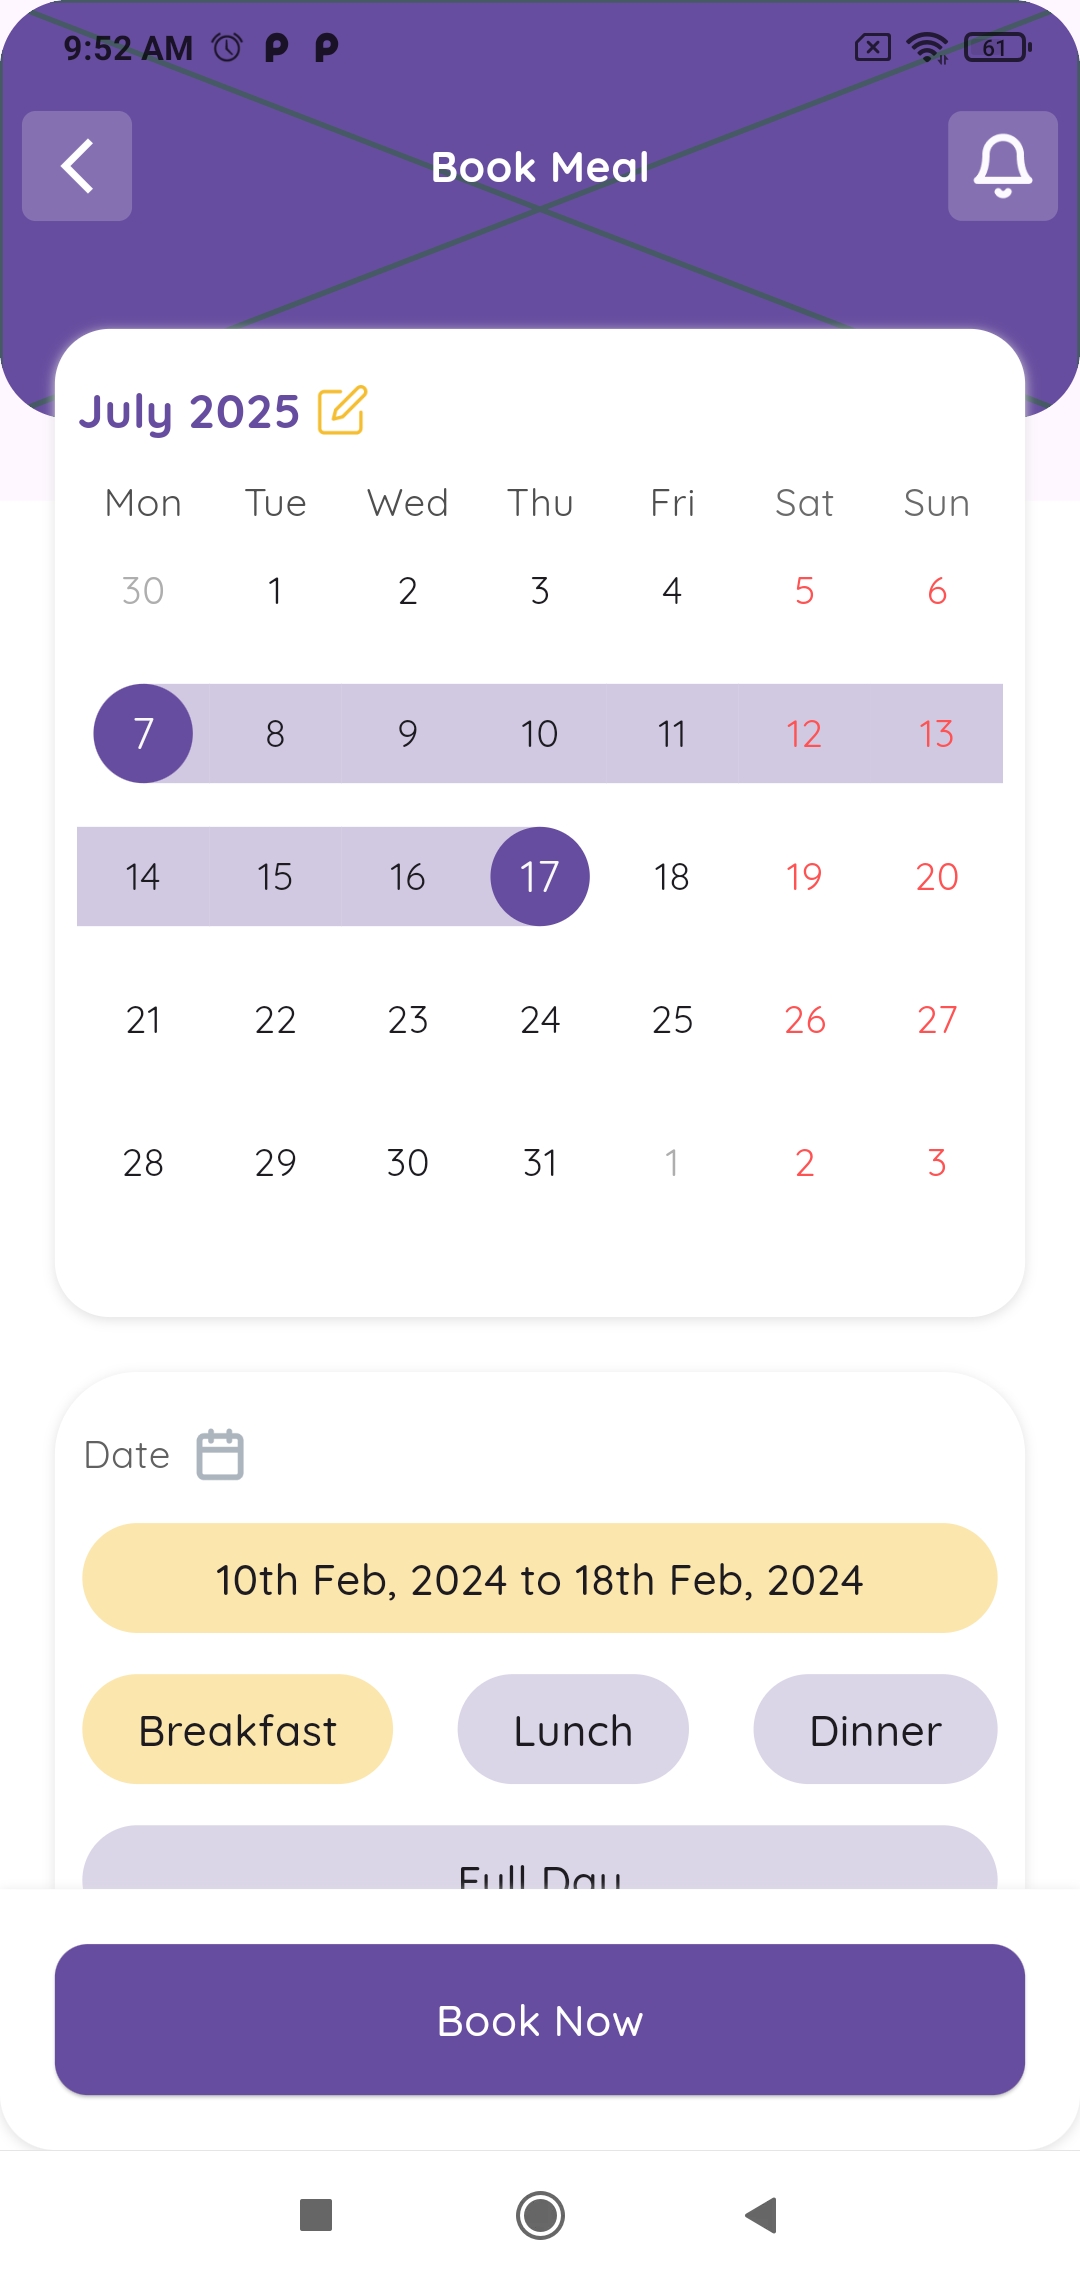 9:52 AM
61
Book Meal
July 2025
Mon Tue Wed Thu Fri Sat Sun
30 1 2 3 4 5 6
7 8 9 10 11 12 13
14 15 16 17 18 19 20
21 22 23 24 25 26 27
28 29 30 31 1 2 3
Date
10th Feb, 2024 to 18th Feb, 2024
Breakfast Lunch Dinner
Full Day
Book Now